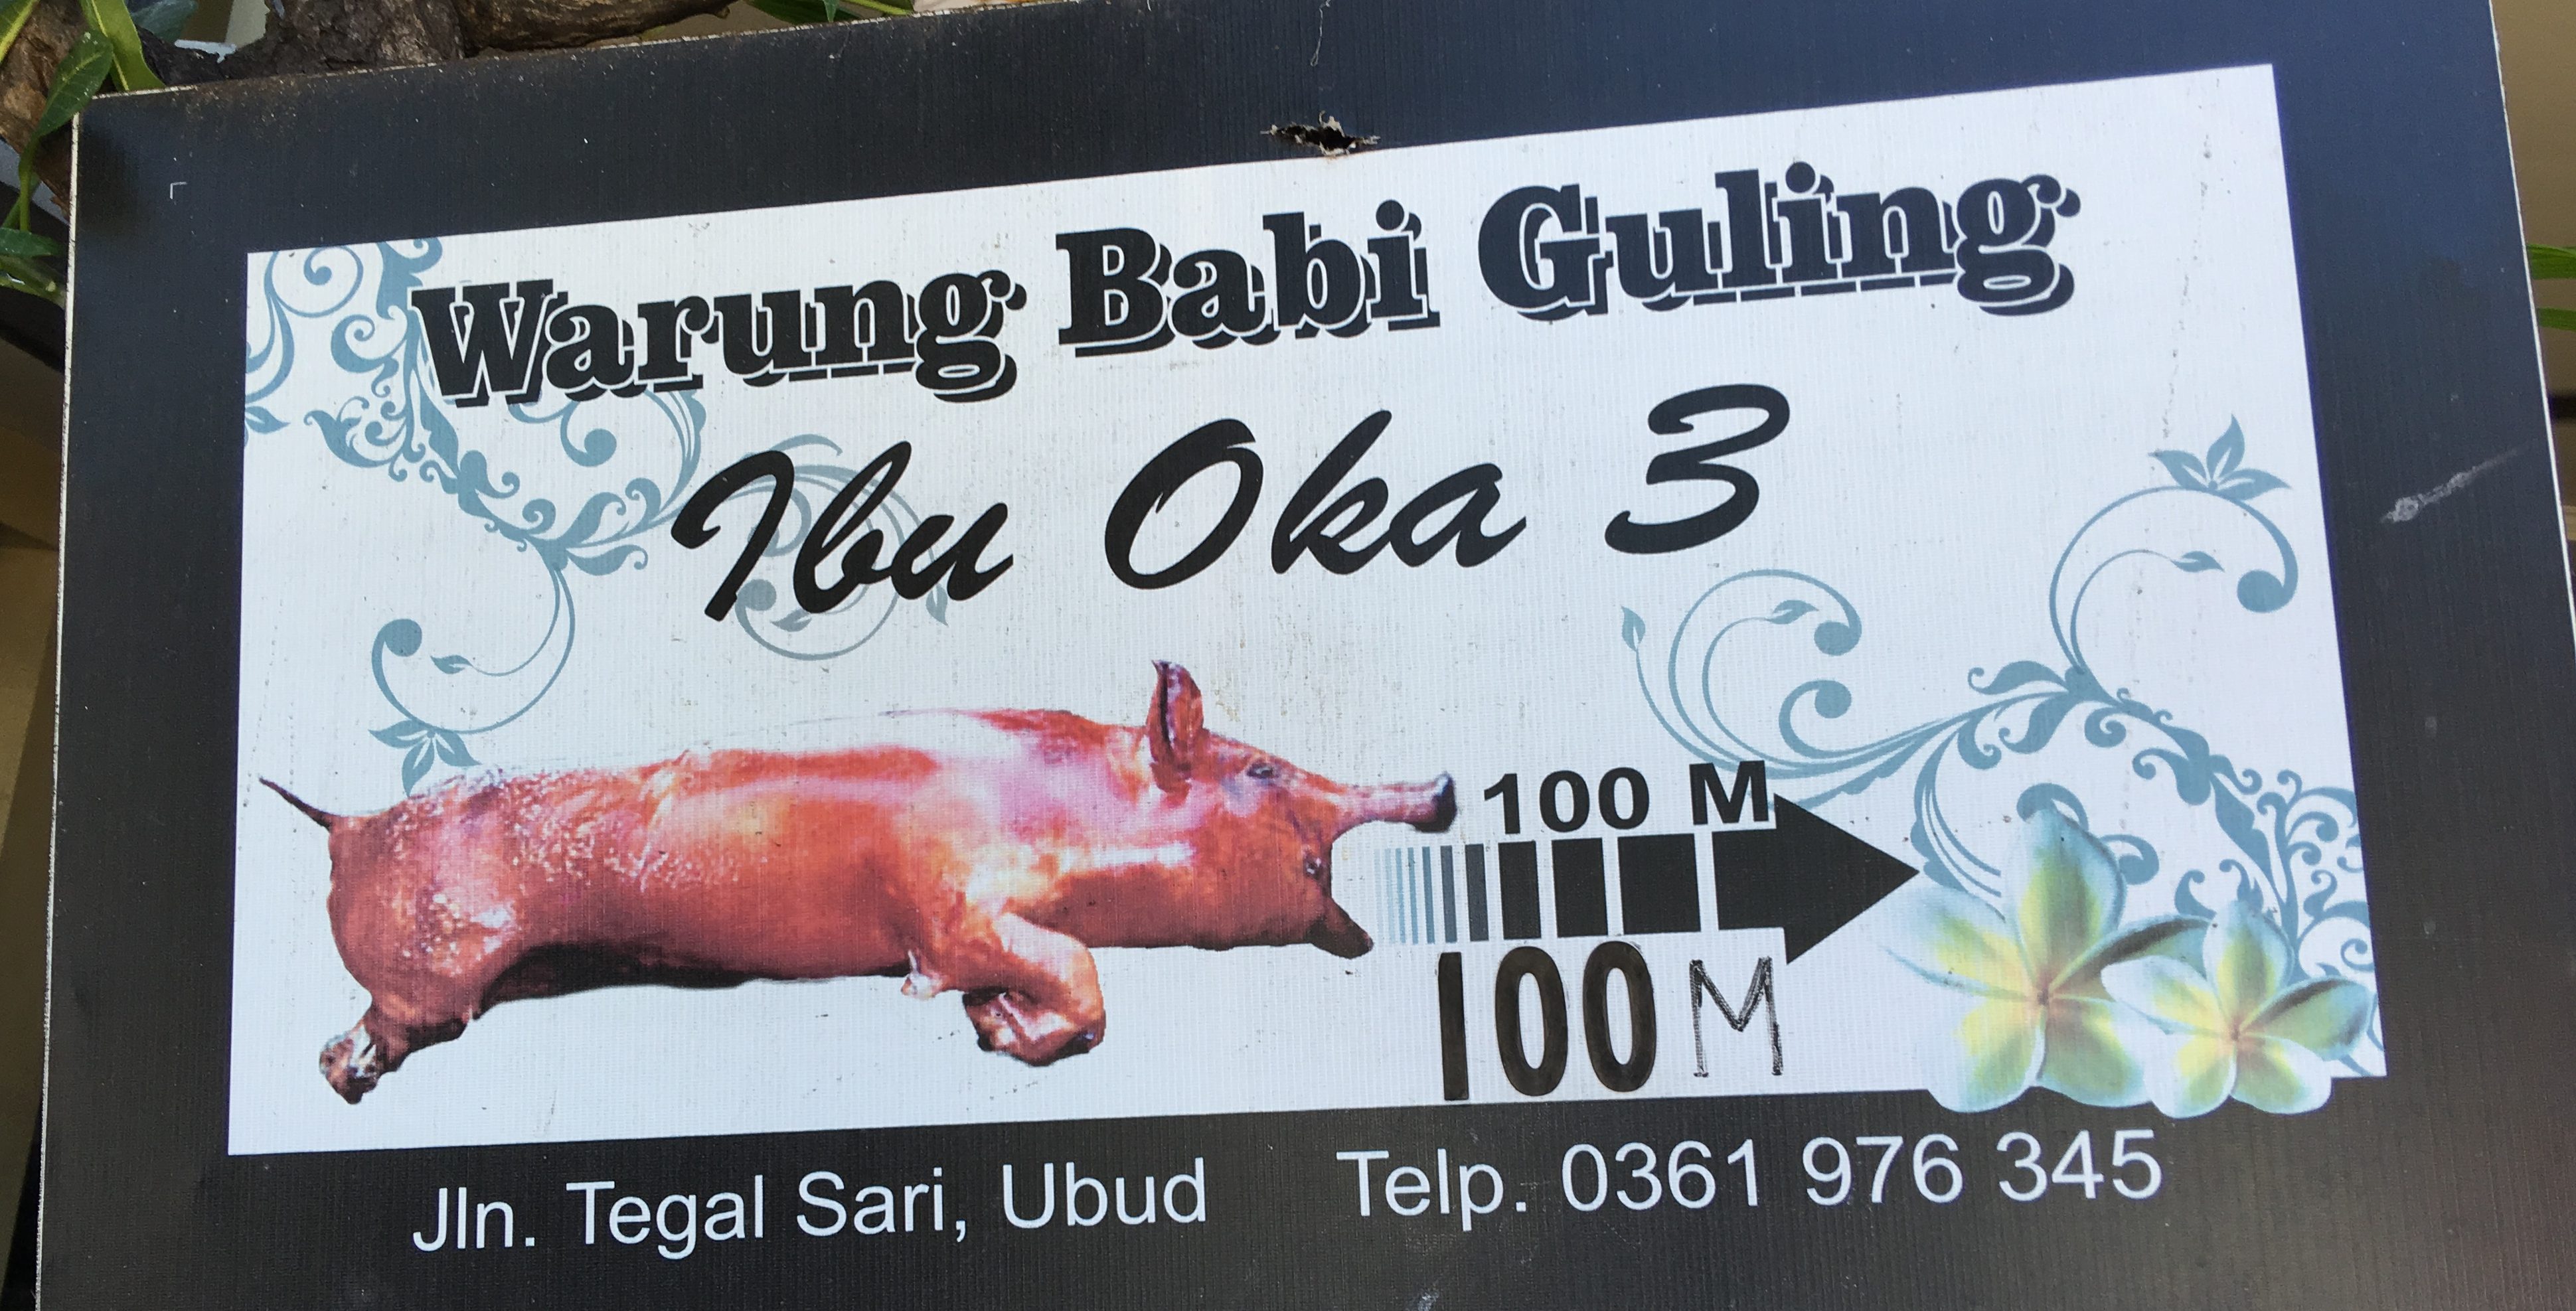 Warung Babi Guling
Ibu Oka 3
100 M
100 M
Jln. Tegal Sari, Ubud Telp. 0361 976 345